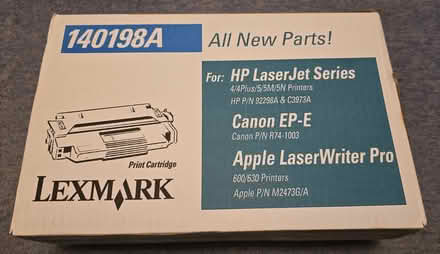 140198A
All New Parts!
For: HP LaserJet Series
4/4Plus/5/5M/5N Printers
HP P/N 92298A & C3973A
Canon EP-E
Canon P/N R74-1003
Apple LaserWriter Pro
600/630 Printers
Apple P/N M2473G/A
Print Cartridge
LEXMARK